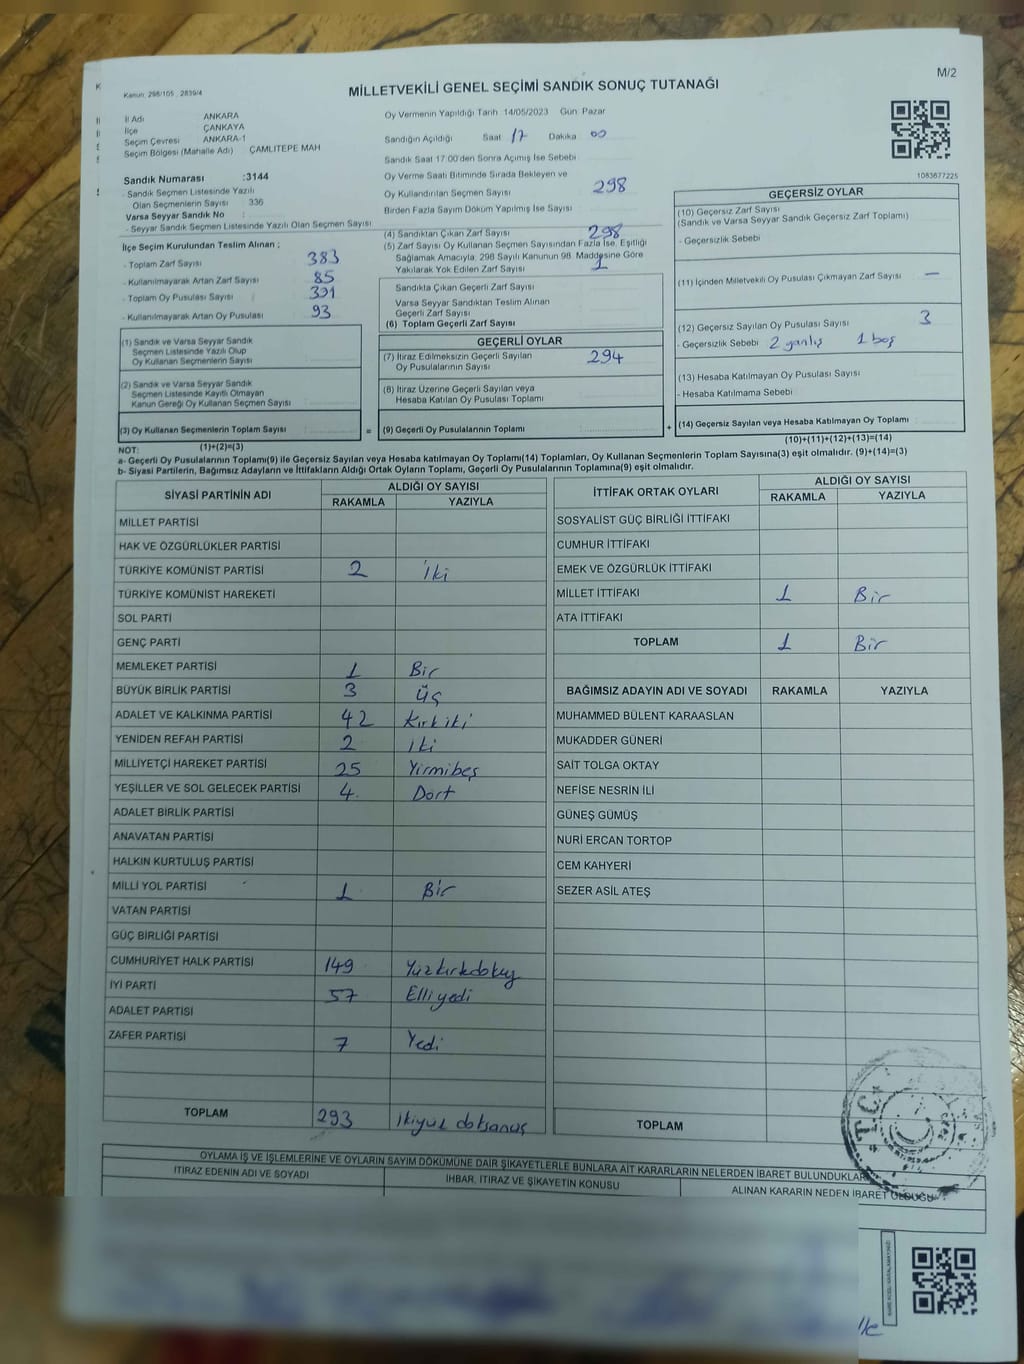 M/2
Kanun: 298/105 , 2839/4
MİLLETVEKİLİ GENEL SEÇİMİ SANDIK SONUÇ TUTANAĞI
İl Adı ANKARA
İlçe ÇANKAYA
Seçim Çevresi ANKARA-1
Seçim Bölgesi (Mahalle Adı) ÇAMLITEPE MAH
Sandık Numarası :3144
- Sandık Seçmen Listesinde Yazılı
Olan Seçmenlerin Sayısı 336
Varsa Seyyar Sandık No :
- Seyyar Sandık Seçmen Listesinde Yazılı Olan Seçmen Sayısı
İlçe Seçim Kurulundan Teslim Alınan ;
- Toplam Zarf Sayısı 383
- Kullanılmayarak Artan Zarf Sayısı 85
- Toplam Oy Pusulası Sayısı 391
- Kullanılmayarak Artan Oy Pusulası 93
(1) Sandık ve Varsa Seyyar Sandık
Seçmen Listesinde Yazılı Olup
Oy Kullanan Seçmenlerin Sayısı
(2) Sandık ve Varsa Seyyar Sandık
Seçmen Listesinde Kayıtlı Olmayan
Kanun Gereği Oy Kullanan Seçmen Sayısı
(3) Oy Kullanan Seçmenlerin Toplam Sayısı =
Oy Vermenin Yapıldığı Tarih 14/05/2023 Gün Pazar
Sandığın Açıldığı Saat 17 Dakika 00
Sandık Saat 17:00'den Sonra Açımış İse Sebebi
Oy Verme Saati Bitiminde Sırada Bekleyen ve
Oy Kullandırılan Seçmen Sayısı 298
Birden Fazla Sayım Döküm Yapılmış İse Sayısı
(4) Sandıktan Çıkan Zarf Sayısı 298
(5) Zarf Sayısı Oy Kullanan Seçmen Sayısından Fazla İse, Eşitliği
Sağlamak Amacıyla, 298 Sayılı Kanunun 98. Maddesine Göre
Yakılarak Yok Edilen Zarf Sayısı 1
Sandıkta Çıkan Geçerli Zarf Sayısı
Varsa Seyyar Sandıktan Teslim Alınan
Geçerli Zarf Sayısı
(6) Toplam Geçerli Zarf Sayısı
GEÇERLİ OYLAR
(7) İtiraz Edilmeksizin Geçerli Sayılan
Oy Pusulalarının Sayısı 294
(8) İtiraz Üzerine Geçerli Sayılan veya
Hesaba Katılan Oy Pusulası Toplamı
(9) Geçerli Oy Pusulalarının Toplamı +
1083677225
GEÇERSİZ OYLAR
(10) Geçersiz Zarf Sayısı
(Sandık ve Varsa Seyyar Sandık Geçersiz Zarf Toplamı)
- Geçersizlik Sebebi
(11) İçinden Milletvekili Oy Pusulası Çıkmayan Zarf Sayısı —
(12) Geçersiz Sayılan Oy Pusulası Sayısı 3
- Geçersizlik Sebebi 2 yanlış 1 boş
(13) Hesaba Katılmayan Oy Pusulası Sayısı
- Hesaba Katılmama Sebebi
(14) Geçersiz Sayılan veya Hesaba Katılmayan Oy Toplamı
NOT: (1)+(2)=(3) (10)+(11)+(12)+(13)=(14)
a- Geçerli Oy Pusulalarının Toplamı(9) ile Geçersiz Sayılan veya Hesaba katılmayan Oy Pusulası Toplamı(14) Toplamları, Oy Kullanan Seçmenlerin Toplam Sayısına(3) eşit olmalıdır. (9)+(14)=(3)
b- Siyasi Partilerin, Bağımsız Adayların ve İttifakların Aldığı Ortak Oyların Toplamı, Geçerli Oy Pusulalarının Toplamına(9) eşit olmalıdır.
SİYASİ PARTİNİN ADI ALDIĞI OY SAYISI
RAKAMLA YAZIYLA
MİLLET PARTİSİ
HAK VE ÖZGÜRLÜKLER PARTİSİ
TÜRKİYE KOMÜNİST PARTİSİ 2 İki
TÜRKİYE KOMÜNİST HAREKETİ
SOL PARTİ
GENÇ PARTİ
MEMLEKET PARTİSİ 1 Bir
BÜYÜK BİRLİK PARTİSİ 3 üç
ADALET VE KALKINMA PARTİSİ 42 Kırkiki
YENİDEN REFAH PARTİSİ 2 iki
MİLLİYETÇİ HAREKET PARTİSİ 25 Yirmibeş
YEŞİLLER VE SOL GELECEK PARTİSİ 4. Dort
ADALET BİRLİK PARTİSİ
ANAVATAN PARTİSİ
HALKIN KURTULUŞ PARTİSİ
MİLLİ YOL PARTİSİ 1 Bir
VATAN PARTİSİ
GÜÇ BİRLİĞİ PARTİSİ
CUMHURİYET HALK PARTİSİ 149 Yüzkırkdokuz
İYİ PARTİ 57 Elliyedi
ADALET PARTİSİ
ZAFER PARTİSİ 7 Yedi
TOPLAM 293 ikiyüz doksanüç
İTTİFAK ORTAK OYLARI ALDIĞI OY SAYISI
RAKAMLA YAZIYLA
SOSYALİST GÜÇ BİRLİĞİ İTTİFAKI
CUMHUR İTTİFAKI
EMEK VE ÖZGÜRLÜK İTTİFAKI
MİLLET İTTİFAKI 1 Bir
ATA İTTİFAKI
TOPLAM 1 Bir
BAĞIMSIZ ADAYIN ADI VE SOYADI RAKAMLA YAZIYLA
MUHAMMED BÜLENT KARAASLAN
MUKADDER GÜNERİ
SAİT TOLGA OKTAY
NEFİSE NESRİN İLİ
GÜNEŞ GÜMÜŞ
NURİ ERCAN TORTOP
CEM KAHYERİ
SEZER ASİL ATEŞ
TOPLAM
T.C.
OYLAMA İŞ VE İŞLEMLERİNE VE OYLARIN SAYIM DÖKÜMÜNE DAİR ŞİKAYETLERLE BUNLARA AİT KARARLARIN NELERDEN İBARET BULUNDUKLARI
İTİRAZ EDENİN ADI VE SOYADI İHBAR, İTİRAZ VE ŞİKAYETİN KONUSU ALINAN KARARIN NEDEN İBARET OLDUĞU